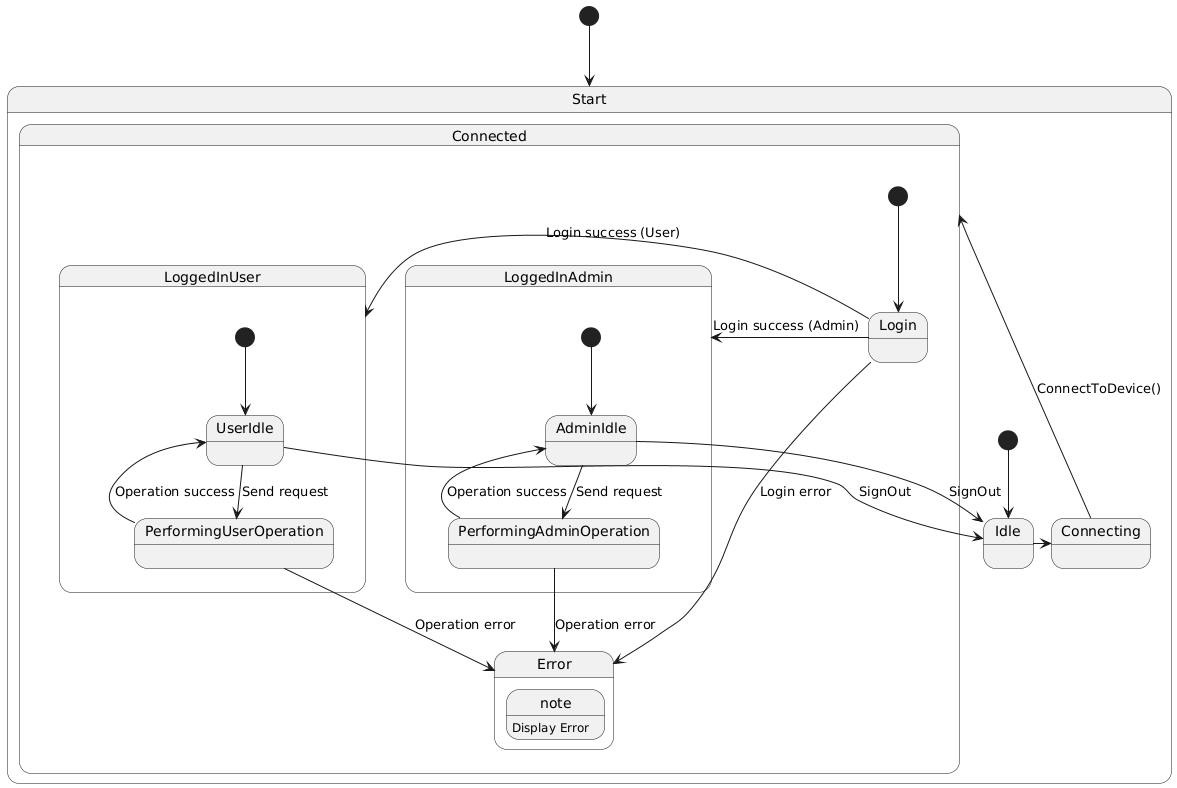 Start
Connected
Login success (User)
LoggedInUser
LoggedInAdmin
Login
Login success (Admin)
ConnectToDevice()
UserIdle
AdminIdle
Operation success
Send request
Operation success
Send request
Login error
SignOut
SignOut
PerformingUserOperation
PerformingAdminOperation
Idle
Connecting
Operation error
Operation error
Error
note
Display Error